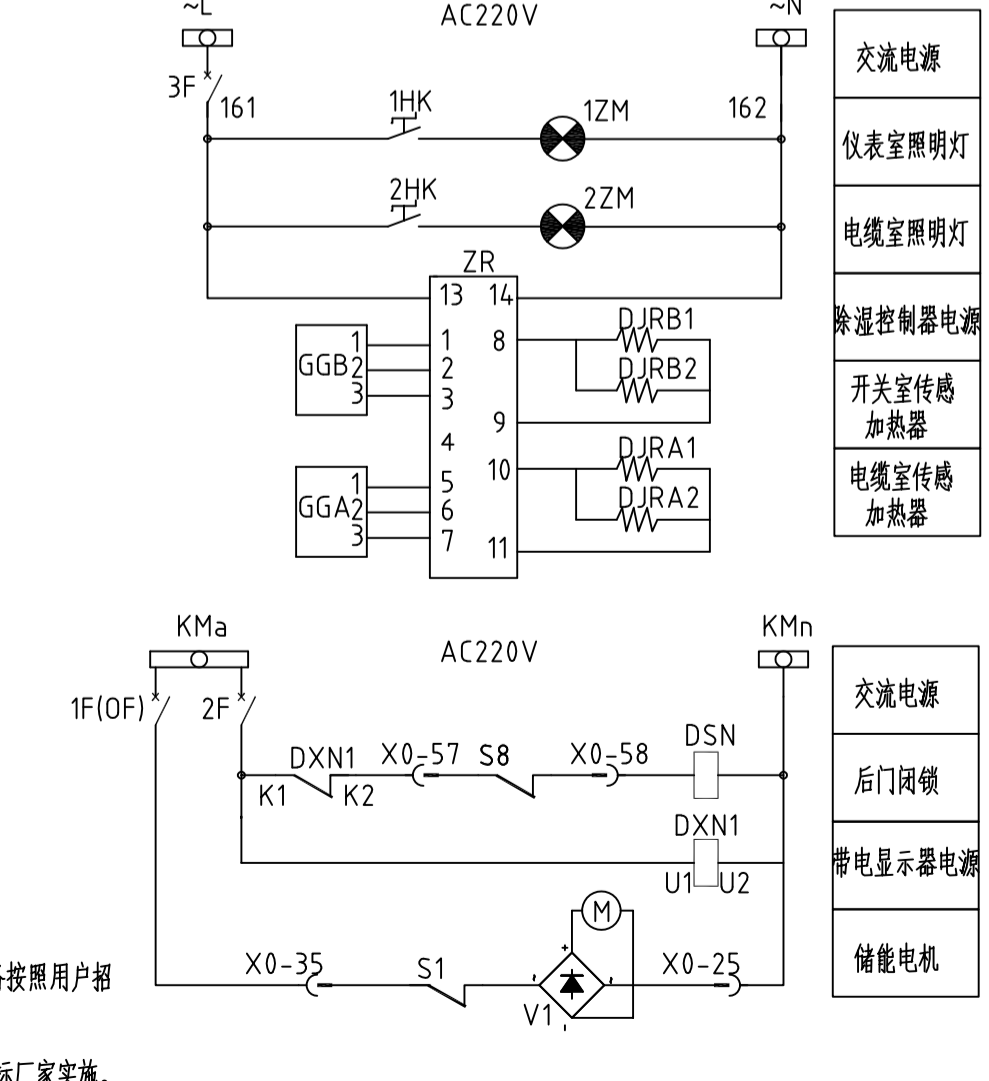 ~L
AC220V
~N
交流电源
3F
161
1HK
1ZM
162
仪表室照明灯
2HK
2ZM
电缆室照明灯
ZR
13
14
除湿控制器电源
GGB
1
2
3
1
2
3
4
5
6
7
8
9
10
11
DJRB1
DJRB2
开关室传感
加热器
GGA
1
2
3
DJRA1
DJRA2
电缆室传感
加热器
KMa
AC220V
KMn
交流电源
1F(OF)
2F
DXN1
K1
K2
X0-57
S8
X0-58
DSN
后门闭锁
DXN1
U1
U2
带电显示器电源
M
X0-35
S1
+
~
~
-
V1
X0-25
储能电机
按照用户招
标厂家实施。